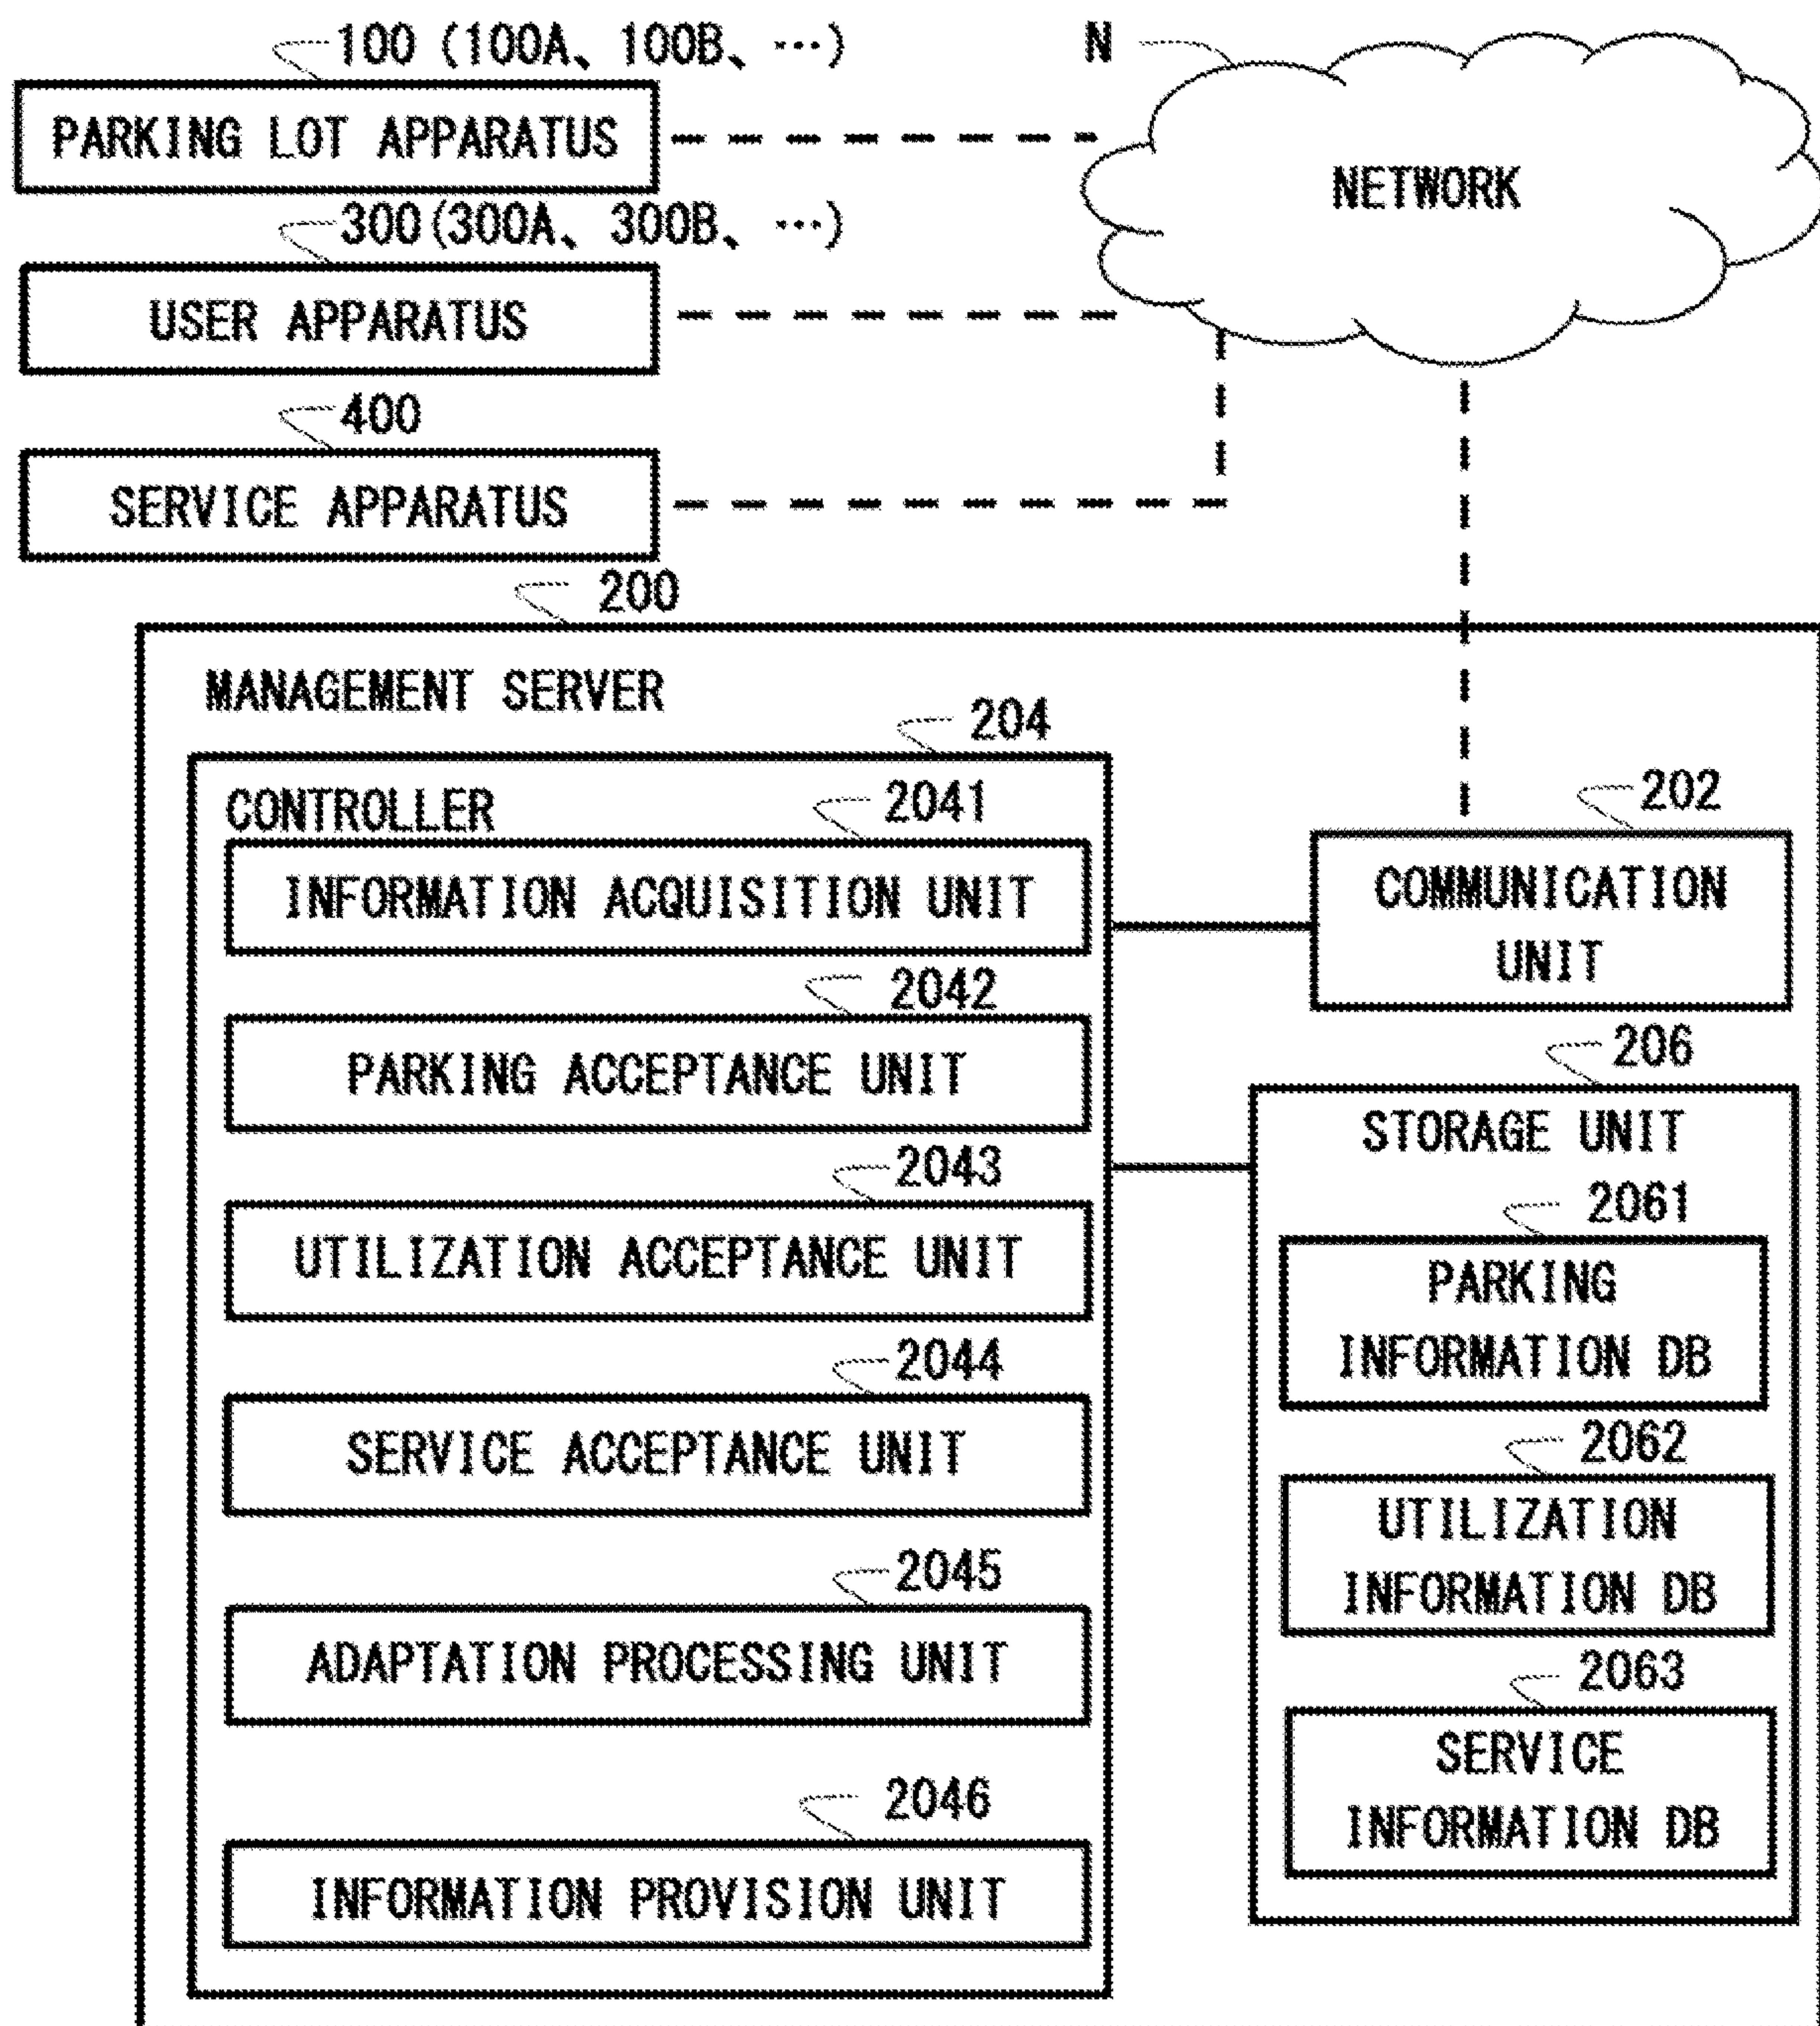 100 (100A、100B、…)
N
PARKING LOT APPARATUS
NETWORK
300(300A、300B、…)
USER APPARATUS
400
SERVICE APPARATUS
200
MANAGEMENT SERVER
204
CONTROLLER
2041
INFORMATION ACQUISITION UNIT
2042
PARKING ACCEPTANCE UNIT
2043
UTILIZATION ACCEPTANCE UNIT
2044
SERVICE ACCEPTANCE UNIT
2045
ADAPTATION PROCESSING UNIT
2046
INFORMATION PROVISION UNIT
202
COMMUNICATION
UNIT
206
STORAGE UNIT
2061
PARKING
INFORMATION DB
2062
UTILIZATION
INFORMATION DB
2063
SERVICE
INFORMATION DB